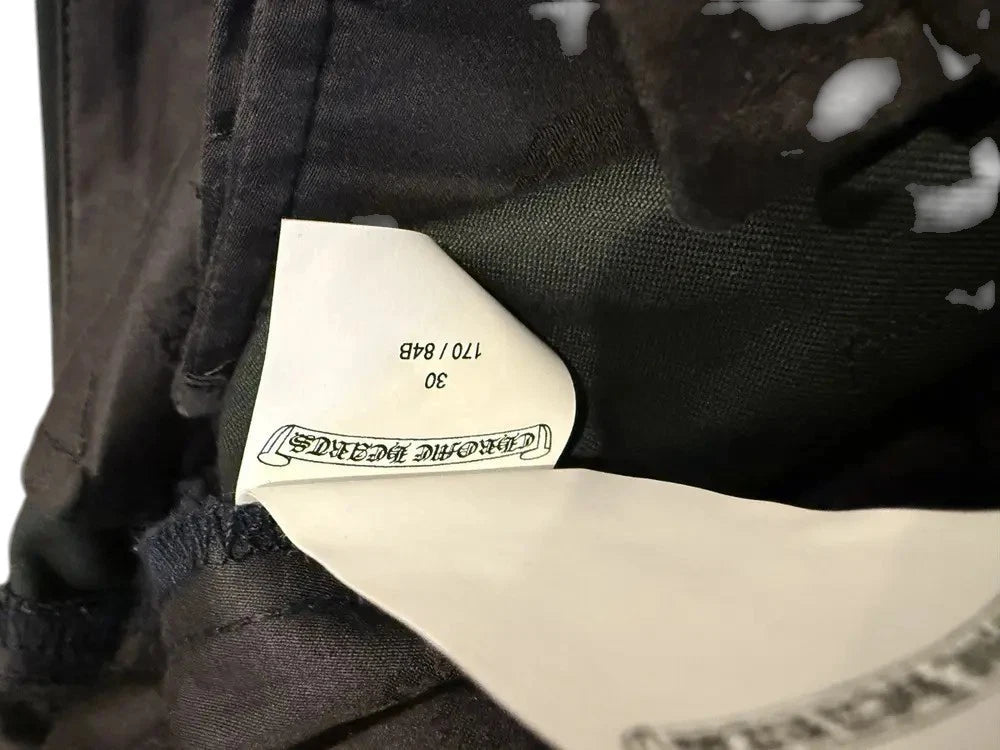 CHROME HEARTS
30
170 / 84B